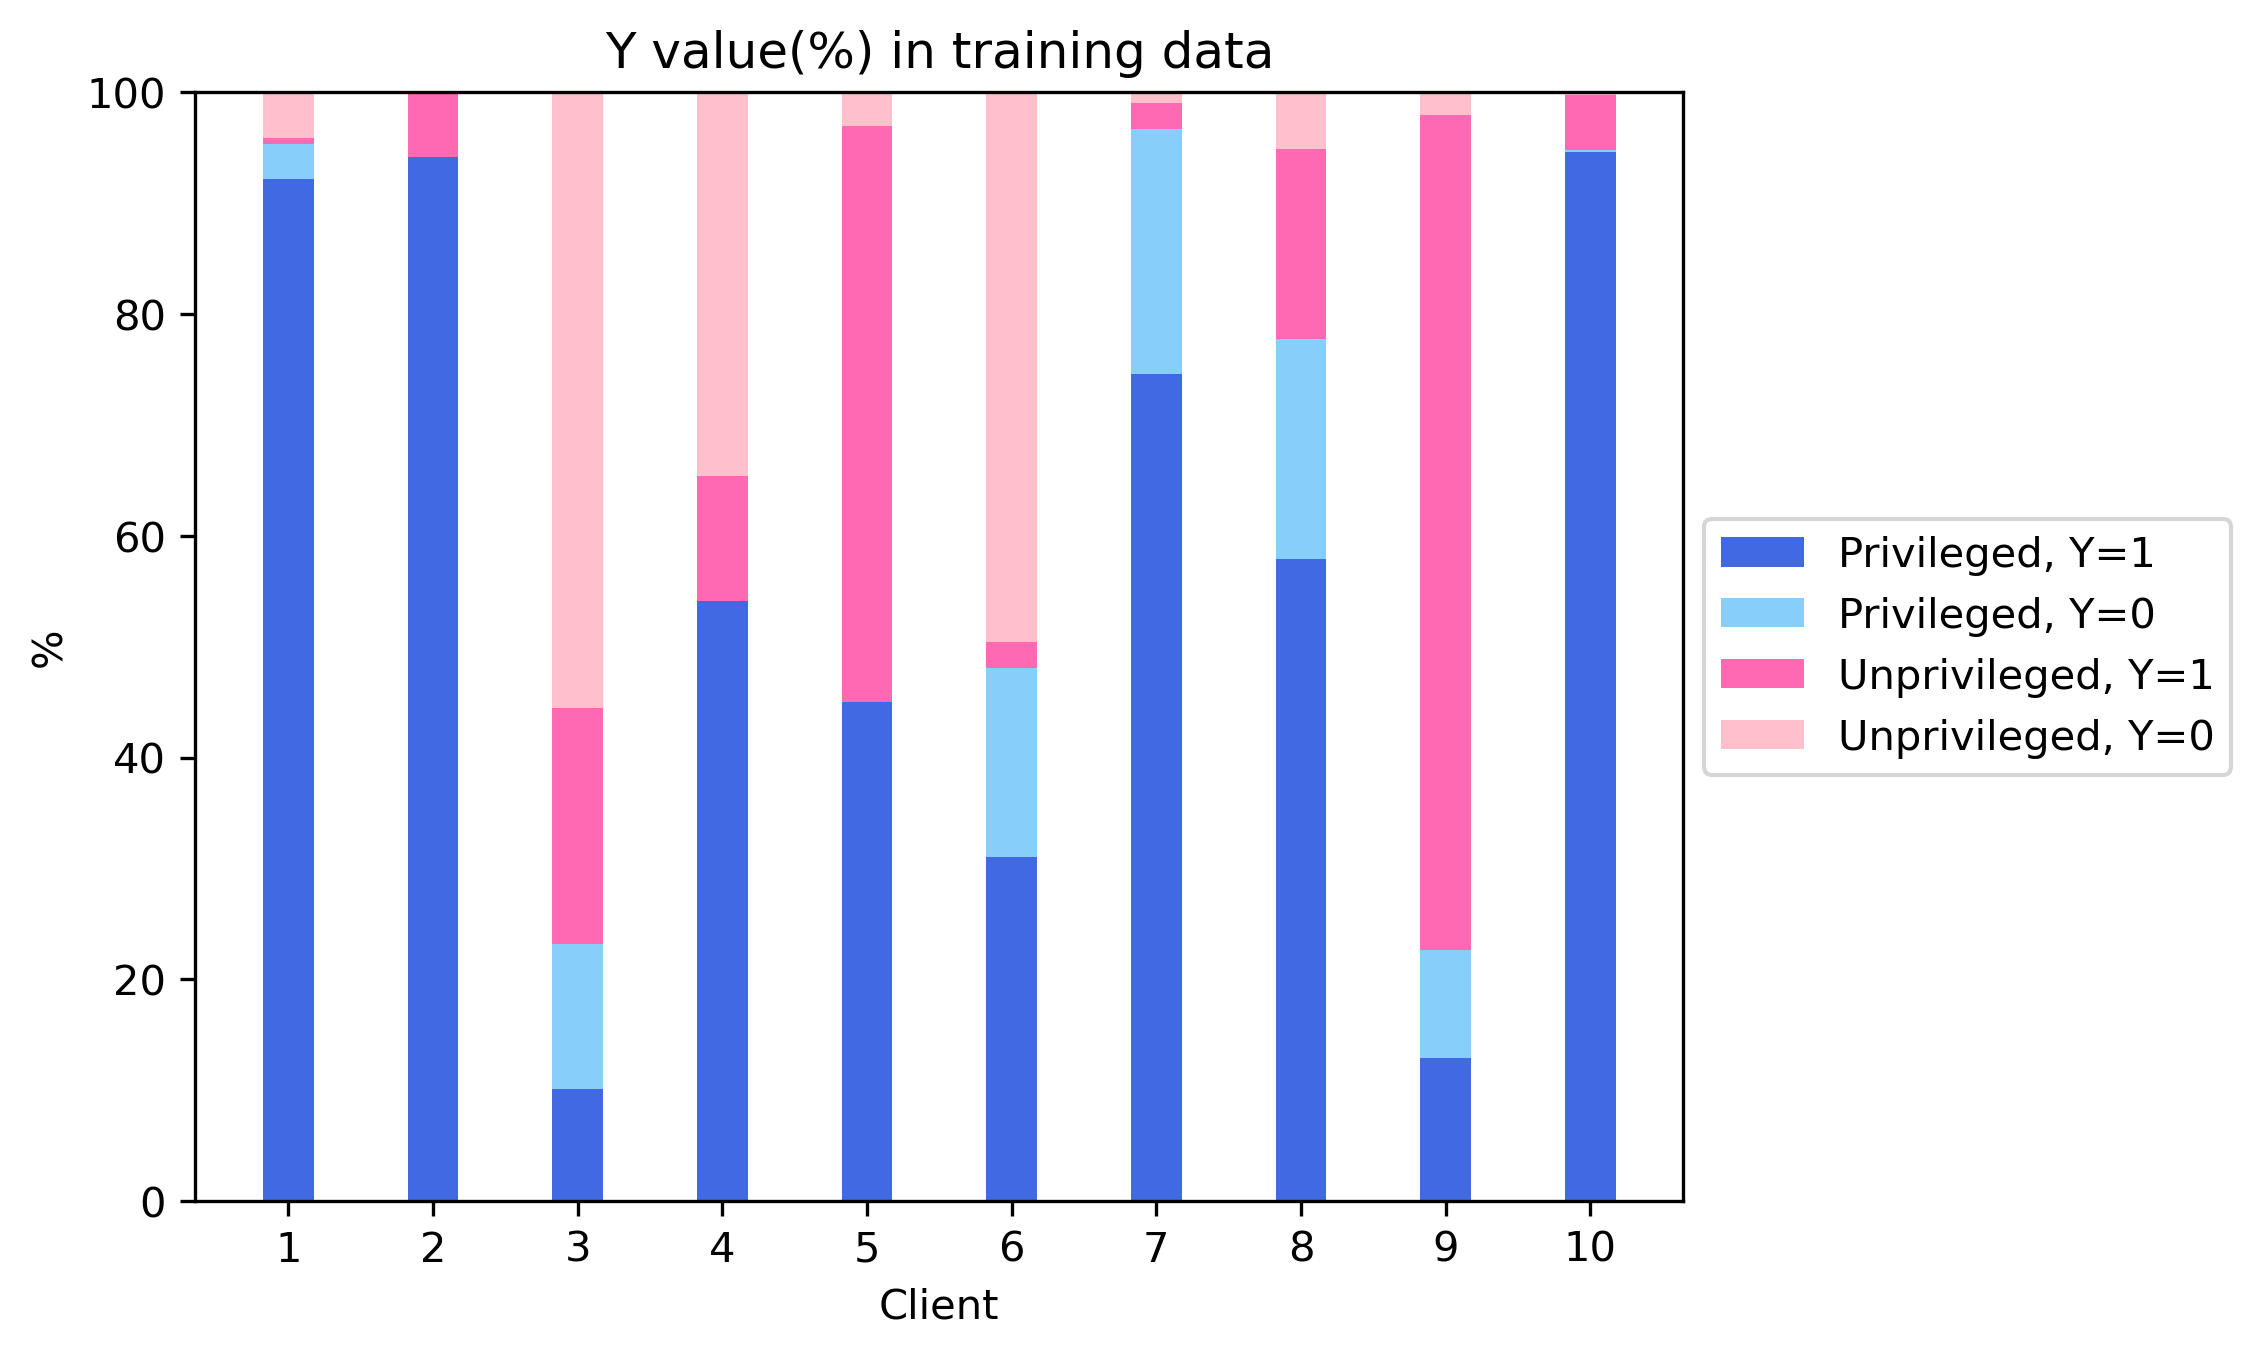 Y value(%) in training data
100
80
60
40
20
0
%
1 2 3 4 5 6 7 8 9 10
Client
Privileged, Y=1
Privileged, Y=0
Unprivileged, Y=1
Unprivileged, Y=0